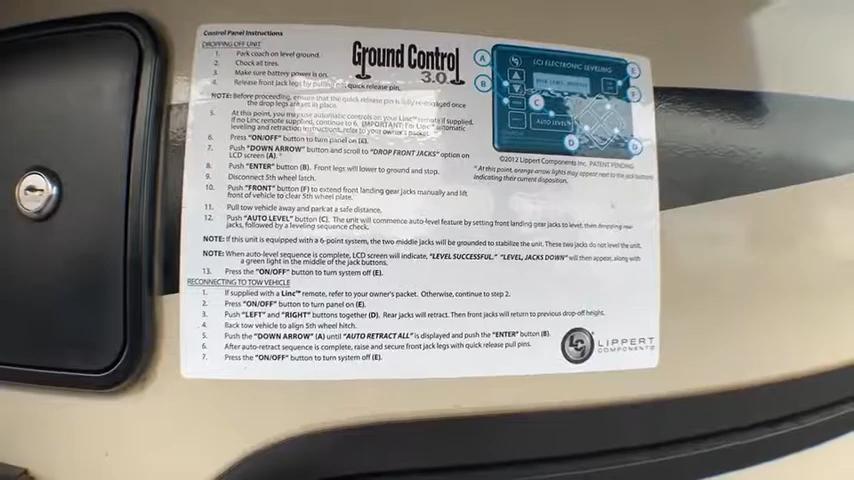 Control Panel Instructions
DROPPING OFF UNIT
Ground Control
3.0
1. Park coach on level ground.
2. Chock all tires.
3. Make sure battery power is on.
4. Release front jack legs by pulling quick release pin.
NOTE: Before proceeding, ensure that the quick release pin is fully re-engaged once
the drop legs are in place.
5. At this point, you may use automatic controls on your Linc™ remote if supplied.
If no Linc remote supplied, continue to 6. (IMPORTANT: For Linc™ automatic
leveling and retraction instructions, refer to your owner's packet.)
6. Press "ON/OFF" button to turn panel on (E).
7. Push "DOWN ARROW" button and scroll to "DROP FRONT JACKS" option on
LCD screen (A).*
8. Push "ENTER" button (B). Front legs will lower to ground and stop.
9. Disconnect 5th wheel latch.
10. Push "FRONT" button (F) to extend front landing gear jacks manually and lift
front of vehicle to clear 5th wheel plate.
11. Pull tow vehicle away and park at a safe distance.
12. Push "AUTO LEVEL" button (C). The unit will commence auto-level feature by setting front landing gear jacks to level, then dropping rear
jacks, followed by a leveling sequence check.
NOTE: If this unit is equipped with a 6-point system, the two middle jacks will be grounded to stabilize the unit. These two jacks do not level the unit.
NOTE: When auto-level sequence is complete, LCD screen will indicate, "LEVEL SUCCESSFUL." "LEVEL, JACKS DOWN" will then appear, along with
a green light in the middle of the jack buttons.
13. Press the "ON/OFF" button to turn system off (E).
RECONNECTING TO TOW VEHICLE
1. If supplied with a Linc™ remote, refer to your owner's packet. Otherwise, continue to step 2.
2. Press "ON/OFF" button to turn panel on (E).
3. Push "LEFT" and "RIGHT" buttons together (D). Rear jacks will retract. Then front jacks will return to previous drop-off height.
4. Back tow vehicle to align 5th wheel hitch.
5. Push the "DOWN ARROW" (A) until "AUTO RETRACT ALL" is displayed and push the "ENTER" button (B).
6. After auto-retract sequence is complete, raise and secure front jack legs with quick release pull pins.
7. Press the "ON/OFF" button to turn system off (E).
A
B
C
D
D
E
F
LCI ELECTRONIC LEVELING
AUTO LEVEL
©2012 Lippert Components Inc. PATENT PENDING
* At this point, orange arrow lights may appear next to the jack buttons
indicating their current disposition.
LC
LIPPERT
COMPONENTS